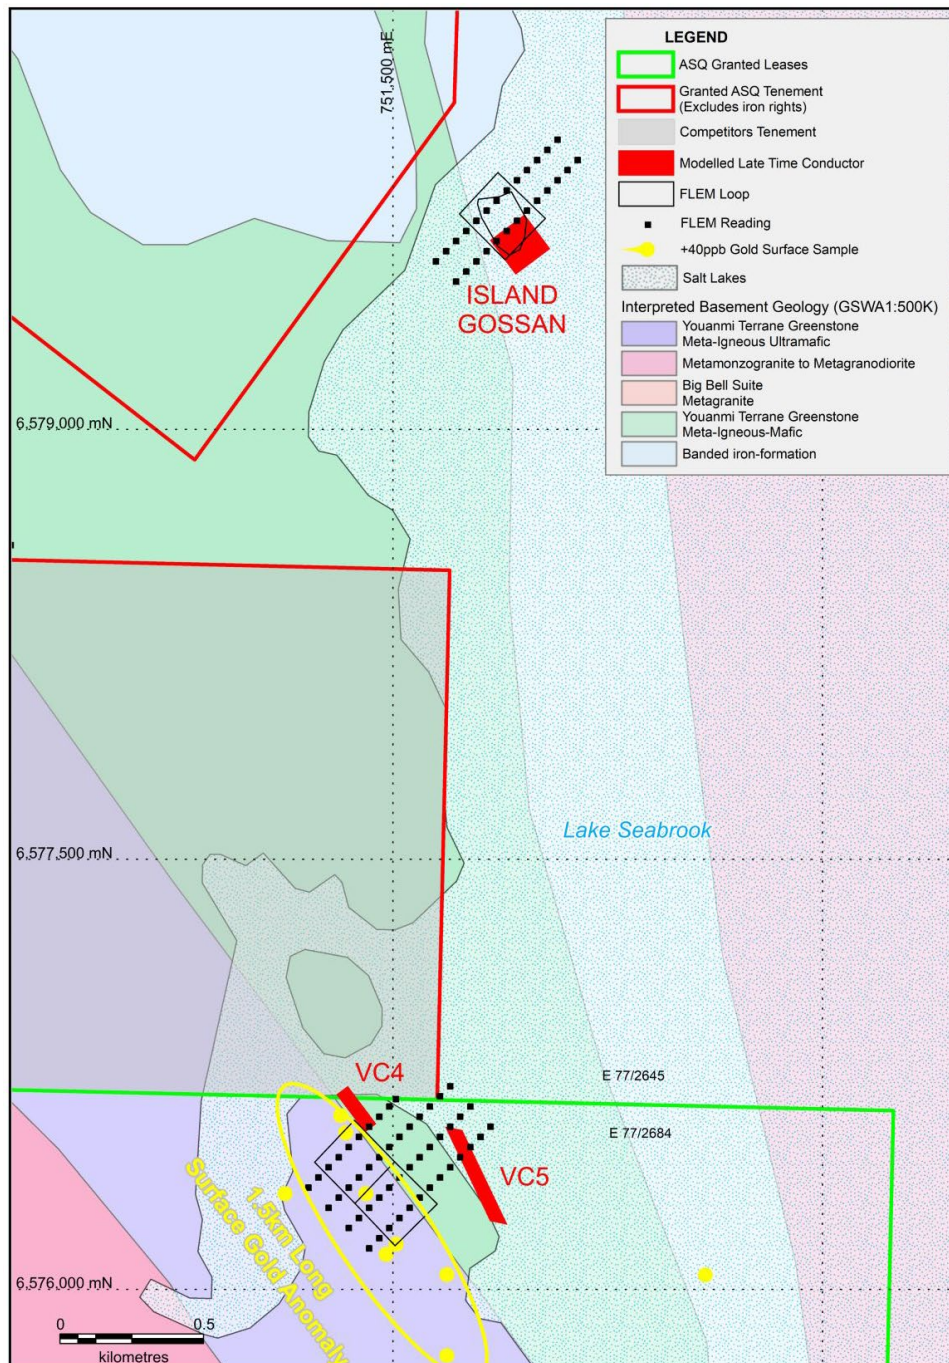 751,500 mE
LEGEND
ASQ Granted Leases
Granted ASQ Tenement
(Excludes iron rights)
Competitors Tenement
Modelled Late Time Conductor
FLEM Loop
FLEM Reading
+40ppb Gold Surface Sample
Salt Lakes
Interpreted Basement Geology (GSWA1:500K)
Youanmi Terrane Greenstone
Meta-Igneous Ultramafic
Metamonzogranite to Metagranodiorite
Big Bell Suite
Metagranite
Youanmi Terrane Greenstone
Meta-Igneous-Mafic
Banded iron-formation
ISLAND
GOSSAN
6,579,000 mN
Lake Seabrook
6,577,500 mN
VC4
E 77/2645
E 77/2684
VC5
1.5km Long
Surface Gold Anomaly
6,576,000 mN
0 0.5
kilometres